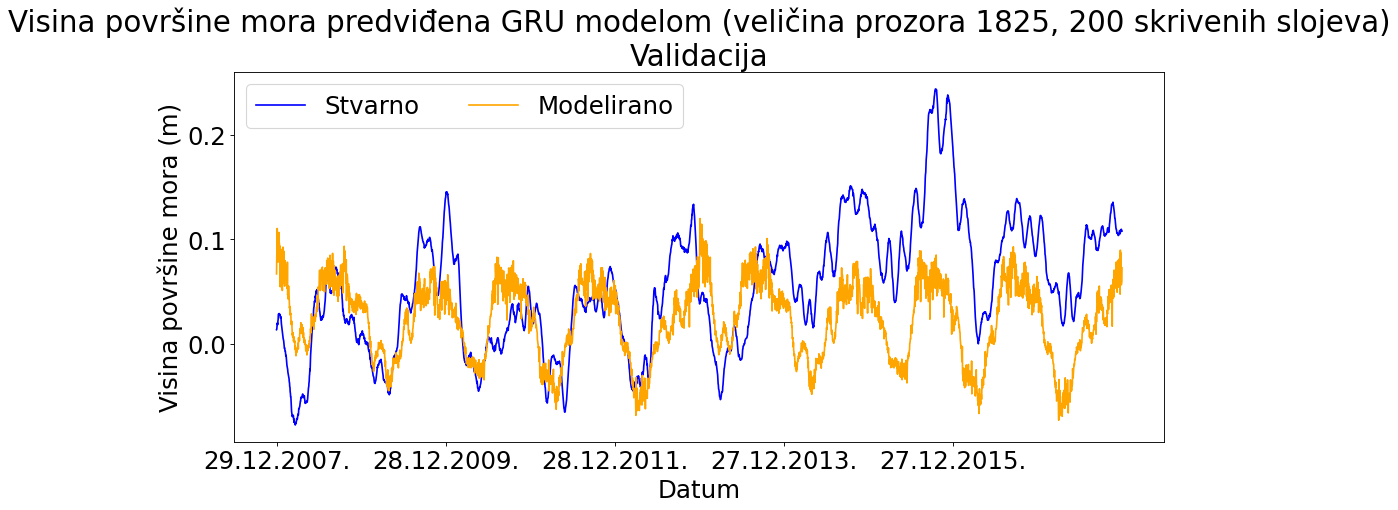 Visina površine mora predviđena GRU modelom (veličina prozora 1825, 200 skrivenih slojeva)
Validacija
Stvarno
Modelirano
Visina površine mora (m)
0.2
0.1
0.0
29.12.2007.
28.12.2009.
28.12.2011.
27.12.2013.
27.12.2015.
Datum